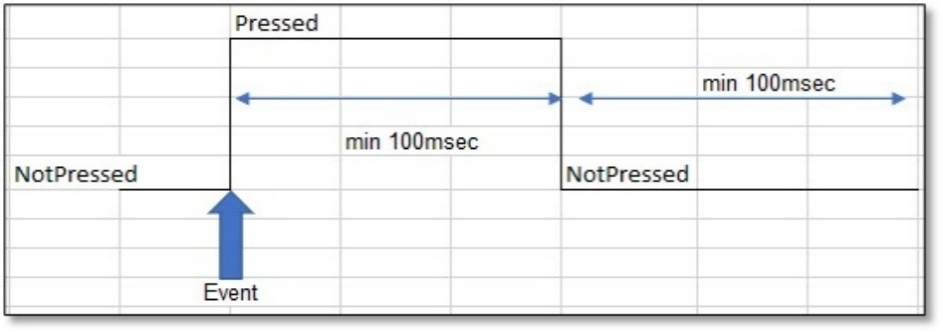 Pressed
min 100msec
min 100msec
NotPressed
NotPressed
Event